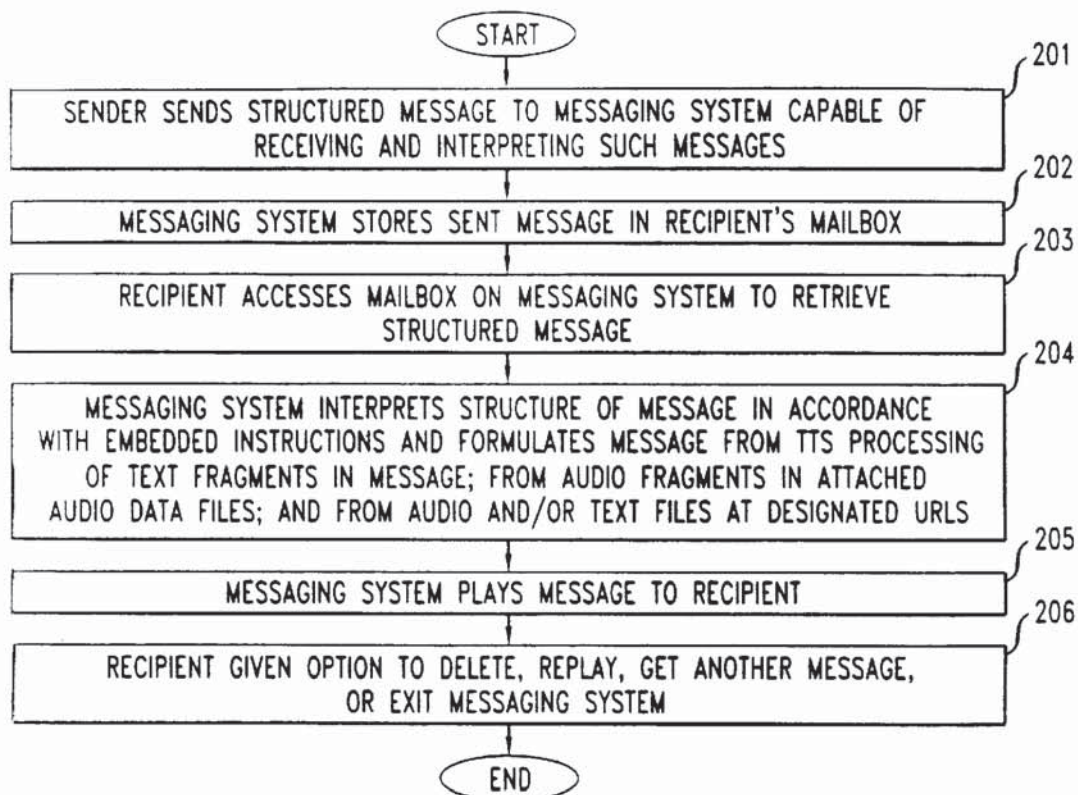 START
201
SENDER SENDS STRUCTURED MESSAGE TO MESSAGING SYSTEM CAPABLE OF
RECEIVING AND INTERPRETING SUCH MESSAGES
202
MESSAGING SYSTEM STORES SENT MESSAGE IN RECIPIENT'S MAILBOX
203
RECIPIENT ACCESSES MAILBOX ON MESSAGING SYSTEM TO RETRIEVE
STRUCTURED MESSAGE
204
MESSAGING SYSTEM INTERPRETS STRUCTURE OF MESSAGE IN ACCORDANCE
WITH EMBEDDED INSTRUCTIONS AND FORMULATES MESSAGE FROM TTS PROCESSING
OF TEXT FRAGMENTS IN MESSAGE; FROM AUDIO FRAGMENTS IN ATTACHED
AUDIO DATA FILES; AND FROM AUDIO AND/OR TEXT FILES AT DESIGNATED URLS
205
MESSAGING SYSTEM PLAYS MESSAGE TO RECIPIENT
206
RECIPIENT GIVEN OPTION TO DELETE, REPLAY, GET ANOTHER MESSAGE,
OR EXIT MESSAGING SYSTEM
END